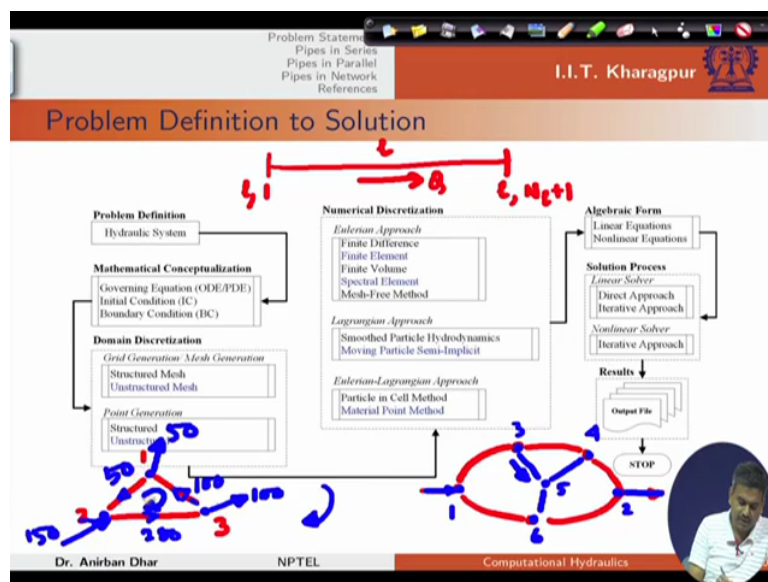 Problem Statem
Pipes in Series
Pipes in Parallel
Pipes in Network
References
I.I.T. Kharagpur
Problem Definition to Solution
l
l, 1
Q
l, Nl+1
Problem Definition
Hydraulic System
Mathematical Conceptualization
Governing Equation (ODE/PDE)
Initial Condition (IC)
Boundary Condition (BC)
Domain Discretization
Grid Generation/ Mesh Generation
Structured Mesh
Unstructured Mesh
Point Generation
Structured
Unstructu
Numerical Discretization
Eulerian Approach
Finite Difference
Finite Element
Finite Volume
Spectral Element
Mesh-Free Method
Lagrangian Approach
Smoothed Particle Hydrodynamics
Moving Particle Semi-Implicit
Eulerian-Lagrangian Approach
Particle in Cell Method
Material Point Method
Algebraic Form
Linear Equations
Nonlinear Equations
Solution Process
Linear Solver
Direct Approach
Iterative Approach
Nonlinear Solver
Iterative Approach
Results
Output File
STOP
1
50
50
100
100
2
3
150
200
3
4
5
1
2
6
Dr. Anirban Dhar
NPTEL
Computational Hydraulics